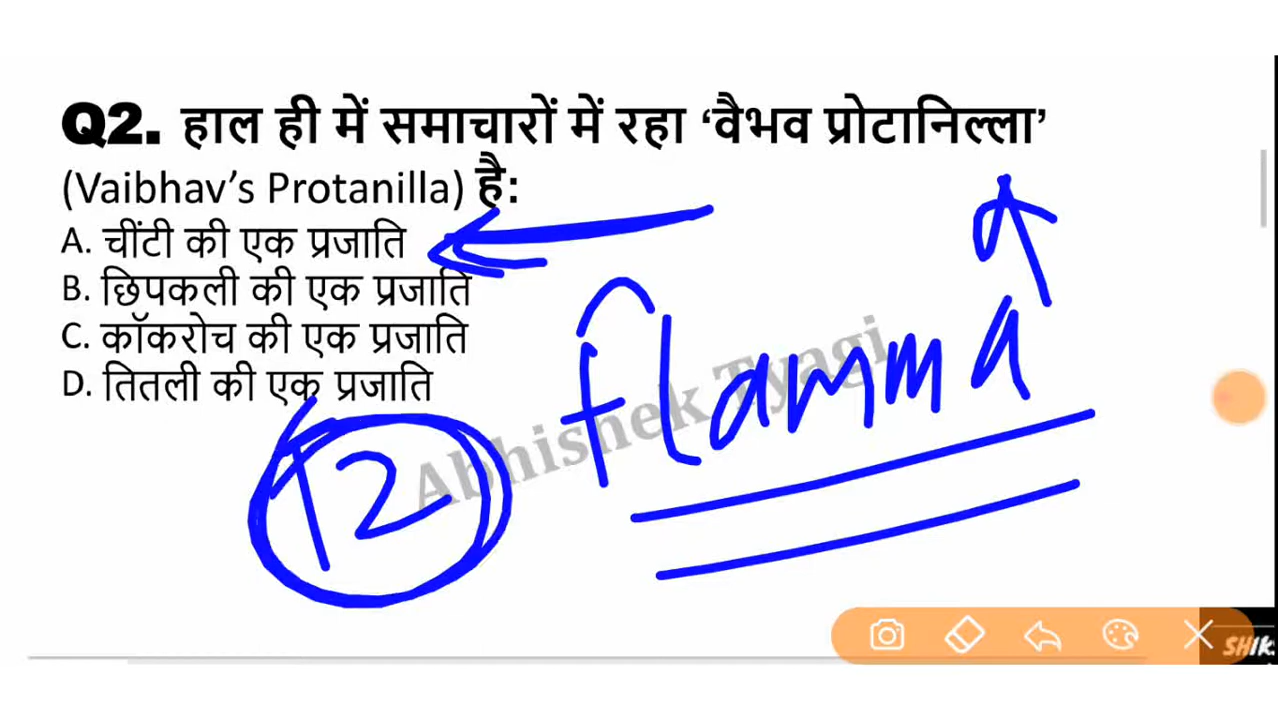 Q2. हाल ही में समाचारों में रहा ‘वैभव प्रोटानिल्ला’
(Vaibhav’s Protanilla) है:
A. चींटी की एक प्रजाति
B. छिपकली की एक प्रजाति
C. कॉकरोच की एक प्रजाति
D. तितली की एक प्रजाति
flamma
Abhishek Tyagi
12
SHIK